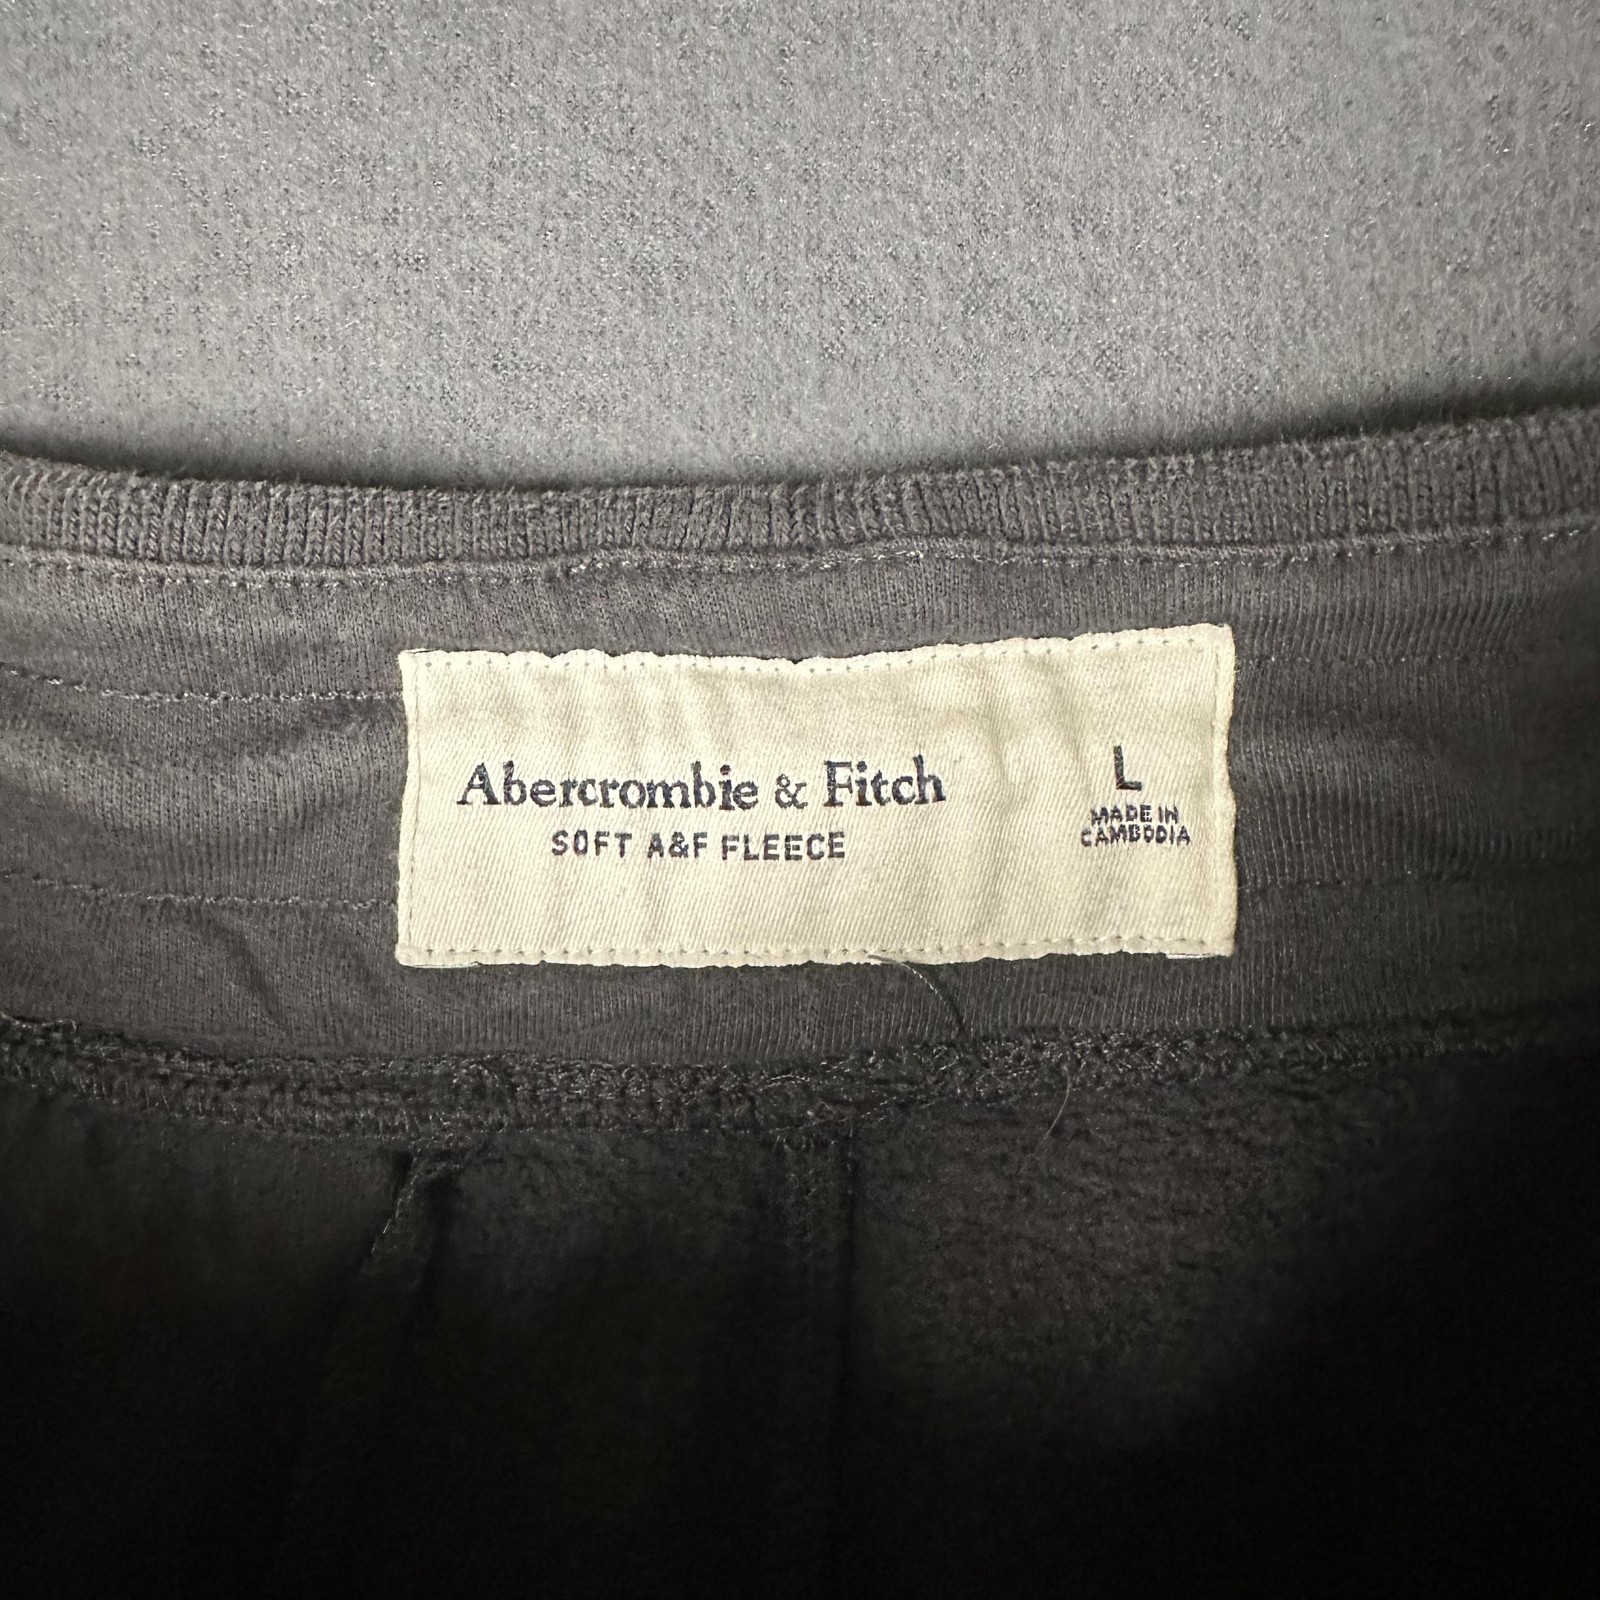 Abercrombie & Fitch
SOFT A&F FLEECE
L
MADE IN
CAMBODIA